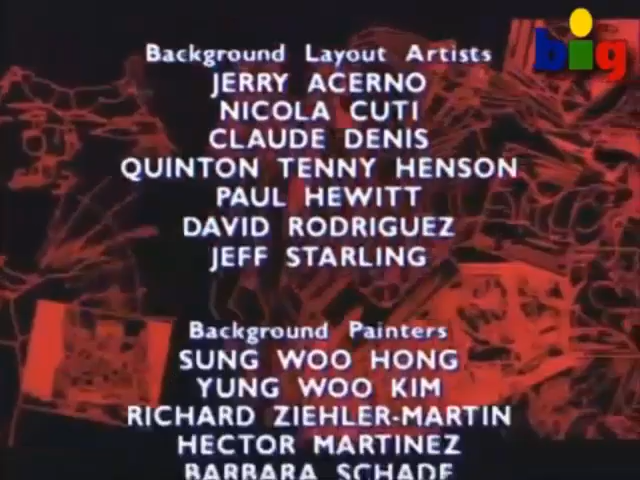 big
Background Layout Artists
JERRY ACERNO
NICOLA CUTI
CLAUDE DENIS
QUINTON TENNY HENSON
PAUL HEWITT
DAVID RODRIGUEZ
JEFF STARLING
Background Painters
SUNG WOO HONG
YUNG WOO KIM
RICHARD ZIEHLER-MARTIN
HECTOR MARTINEZ
BARBARA SCHADE